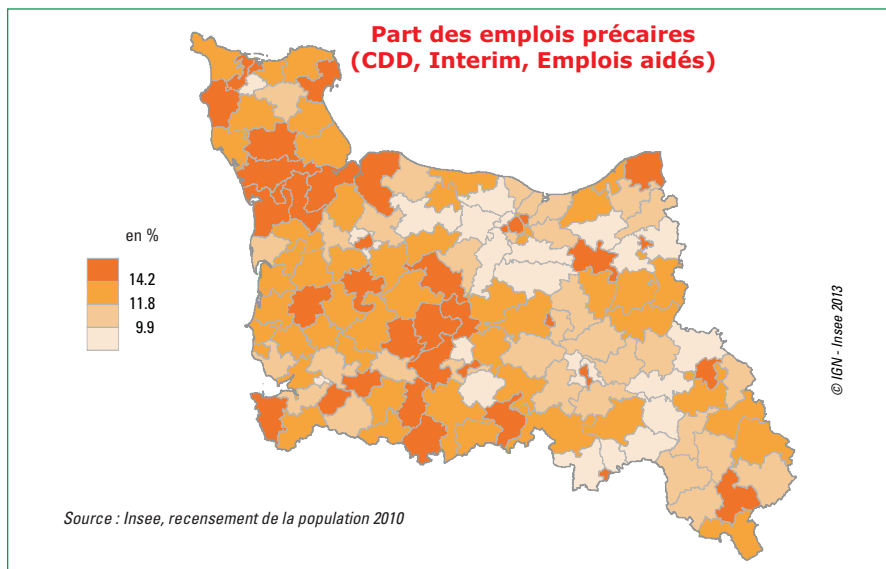 Part des emplois précaires
(CDD, Interim, Emplois aidés)
en %
14.2
11.8
9.9
© IGN - Insee 2013
Source : Insee, recensement de la population 2010